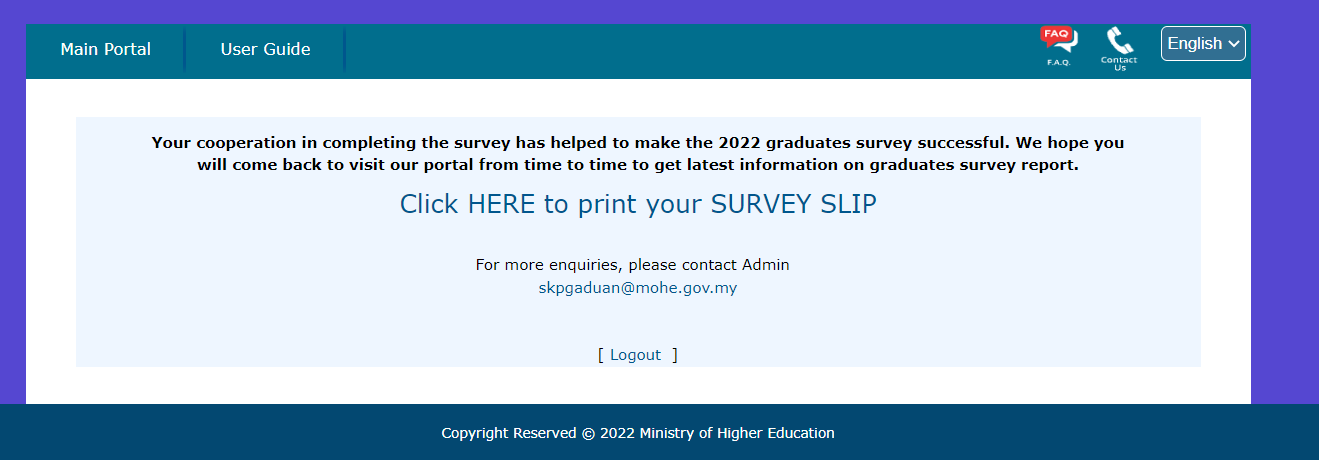 Main Portal
User Guide
FAQ
F.A.Q.
Contact
Us
English
Your cooperation in completing the survey has helped to make the 2022 graduates survey successful. We hope you
will come back to visit our portal from time to time to get latest information on graduates survey report.
Click HERE to print your SURVEY SLIP
For more enquiries, please contact Admin
skpgaduan@mohe.gov.my
[ Logout ]
Copyright Reserved © 2022 Ministry of Higher Education